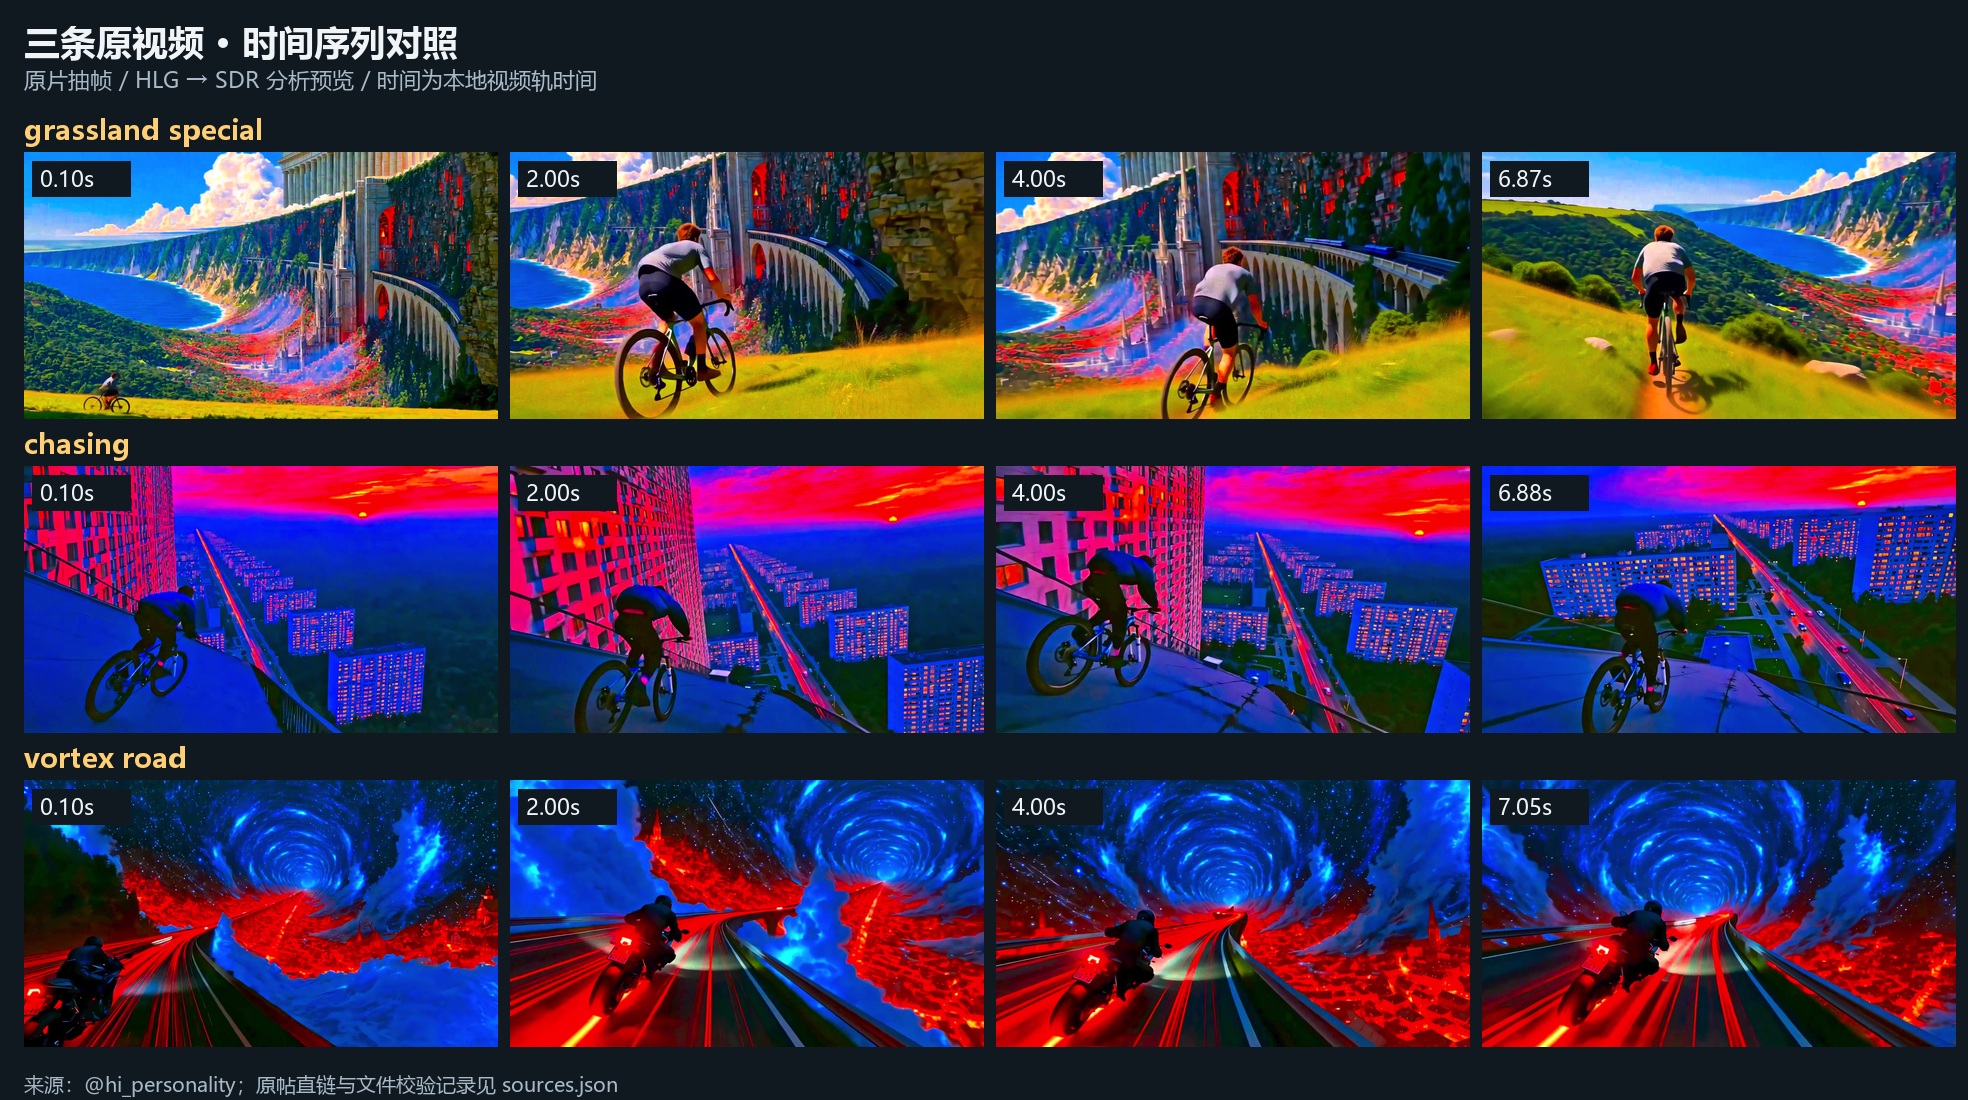 三条原视频 · 时间序列对照
原片抽帧 / HLG → SDR 分析预览 / 时间为本地视频轨时间
grassland special
0.10s
2.00s
4.00s
6.87s
chasing
0.10s
2.00s
4.00s
6.88s
vortex road
0.10s
2.00s
4.00s
7.05s
来源：@hi_personality；原帖直链与文件校验记录见 sources.json